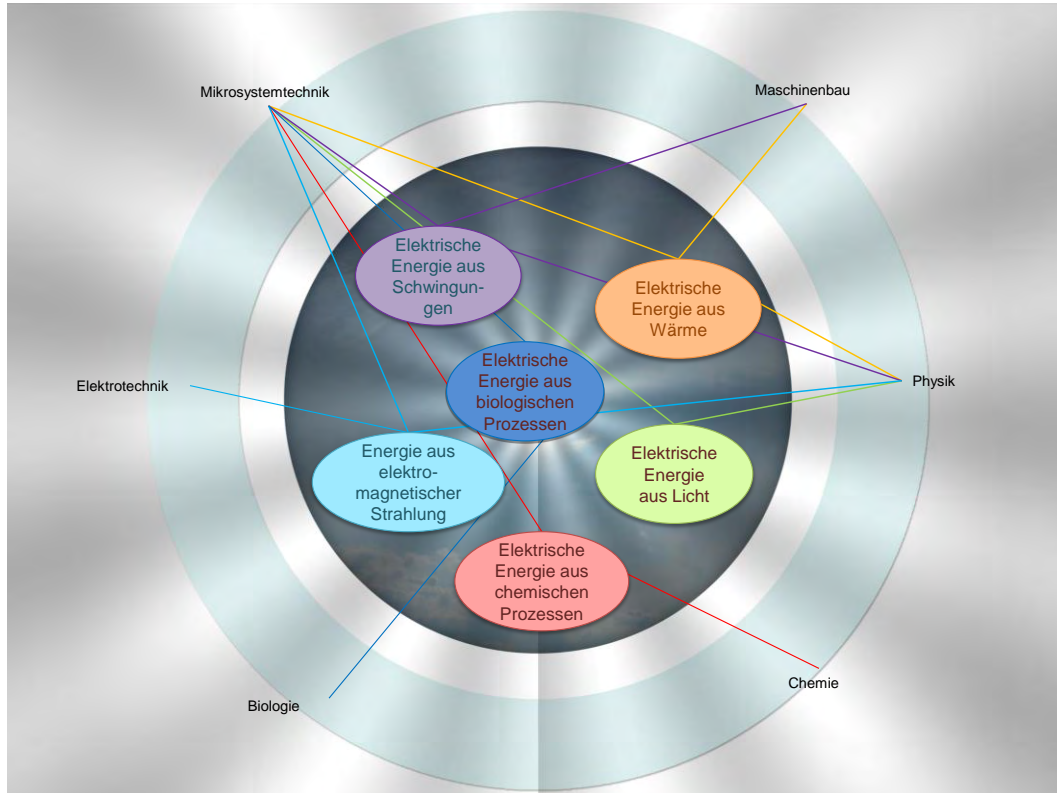 Mikrosystemtechnik
Maschinenbau
Elektrische
Energie aus
Schwingun-
gen
Elektrische
Energie aus
Wärme
Elektrotechnik
Elektrische
Energie aus
biologischen
Prozessen
Physik
Energie aus
elektro-
magnetischer
Strahlung
Elektrische
Energie
aus Licht
Elektrische
Energie aus
chemischen
Prozessen
Biologie
Chemie